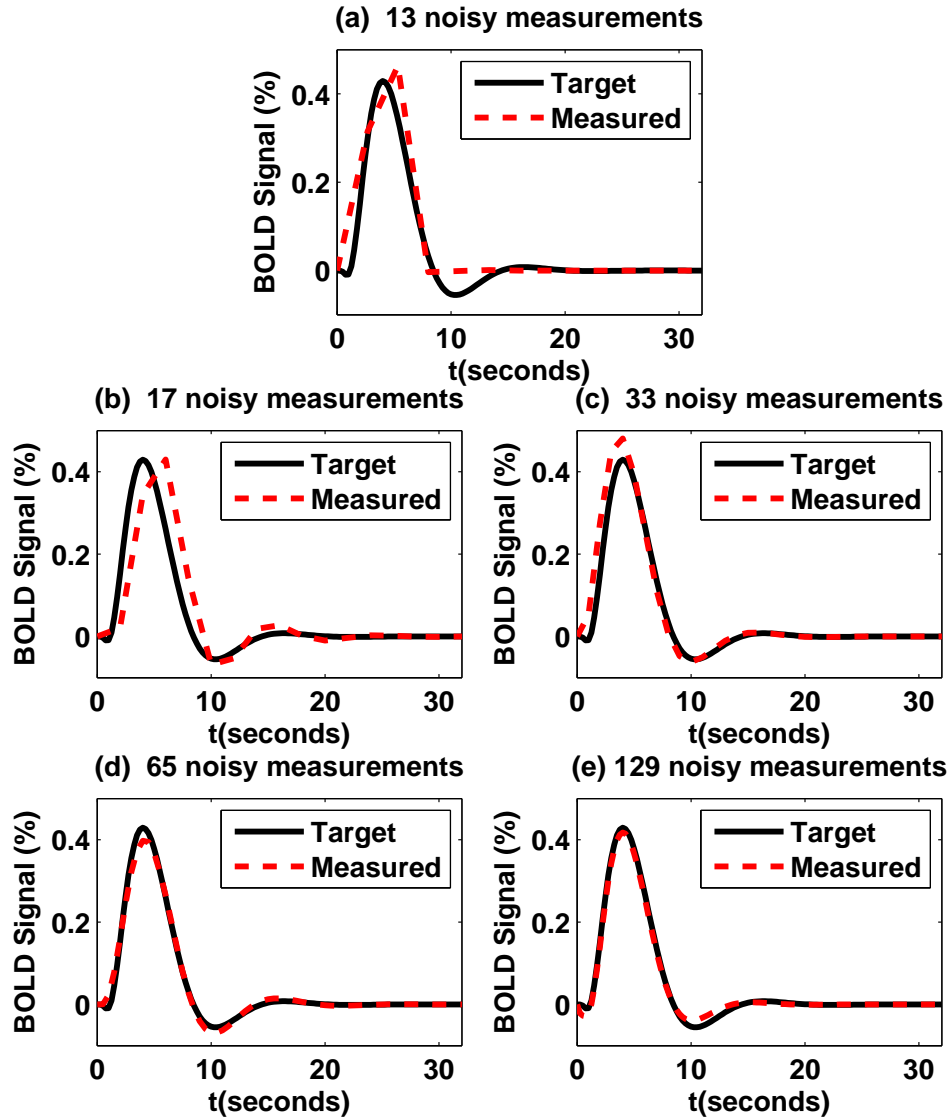 (a) 13 noisy measurements
BOLD Signal (%)
0.4
0.2
0
Target
Measured
0 10 20 30
t(seconds)
(b) 17 noisy measurements
BOLD Signal (%)
0.4
0.2
0
Target
Measured
0 10 20 30
t(seconds)
(c) 33 noisy measurements
BOLD Signal (%)
0.4
0.2
0
Target
Measured
0 10 20 30
t(seconds)
(d) 65 noisy measurements
BOLD Signal (%)
0.4
0.2
0
Target
Measured
0 10 20 30
t(seconds)
(e) 129 noisy measurements
BOLD Signal (%)
0.4
0.2
0
Target
Measured
0 10 20 30
t(seconds)